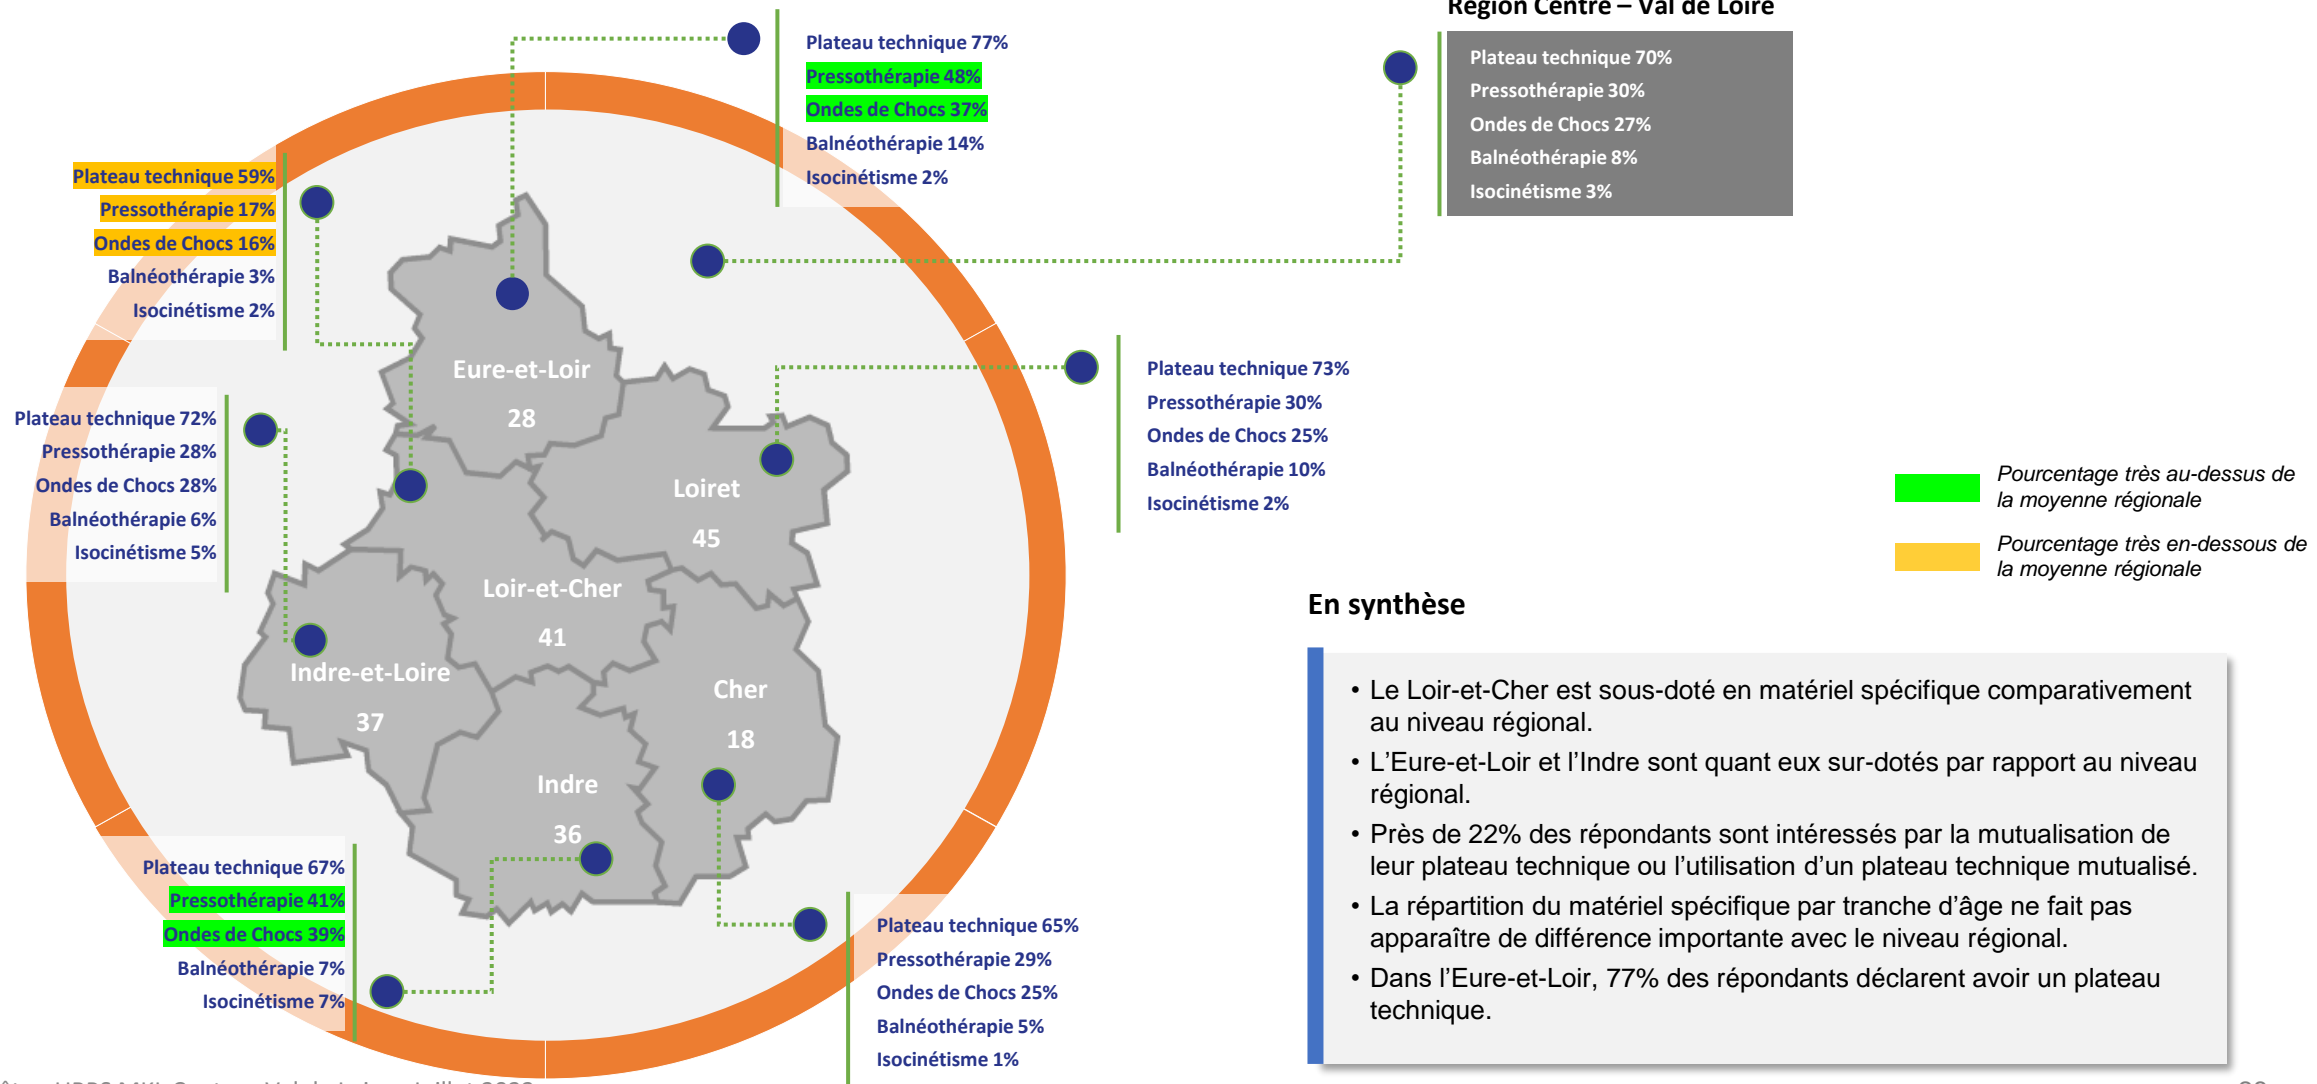 Région Centre – Val de Loire
Plateau technique 77%
Pressothérapie 48%
Ondes de Chocs 37%
Balnéothérapie 14%
Isocinétisme 2%
Plateau technique 70%
Pressothérapie 30%
Ondes de Chocs 27%
Balnéothérapie 8%
Isocinétisme 3%
Plateau technique 59%
Pressothérapie 17%
Ondes de Chocs 16%
Balnéothérapie 3%
Isocinétisme 2%
Plateau technique 72%
Pressothérapie 28%
Ondes de Chocs 28%
Balnéothérapie 6%
Isocinétisme 5%
Eure-et-Loir
28
Loiret
45
Loir-et-Cher
41
Indre-et-Loire
37
Cher
18
Indre
36
Plateau technique 73%
Pressothérapie 30%
Ondes de Chocs 25%
Balnéothérapie 10%
Isocinétisme 2%
Pourcentage très au-dessus de
la moyenne régionale
Pourcentage très en-dessous de
la moyenne régionale
Plateau technique 67%
Pressothérapie 41%
Ondes de Chocs 39%
Balnéothérapie 7%
Isocinétisme 7%
Plateau technique 65%
Pressothérapie 29%
Ondes de Chocs 25%
Balnéothérapie 5%
Isocinétisme 1%
En synthèse
• Le Loir-et-Cher est sous-doté en matériel spécifique comparativement
au niveau régional.
• L’Eure-et-Loir et l’Indre sont quant eux sur-dotés par rapport au niveau
régional.
• Près de 22% des répondants sont intéressés par la mutualisation de
leur plateau technique ou l’utilisation d’un plateau technique mutualisé.
• La répartition du matériel spécifique par tranche d’âge ne fait pas
apparaître de différence importante avec le niveau régional.
• Dans l’Eure-et-Loir, 77% des répondants déclarent avoir un plateau
technique.